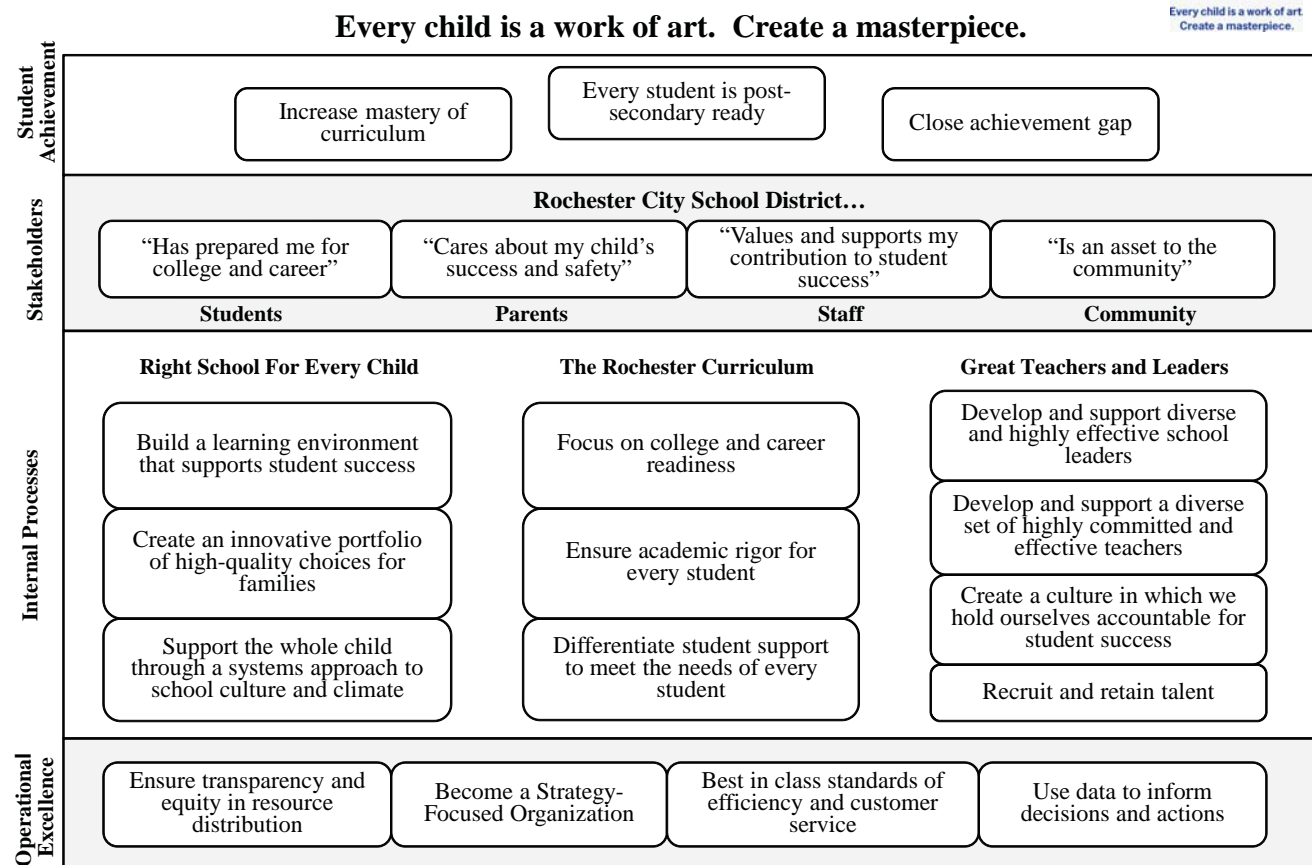 Every child is a work of art. Create a masterpiece.
Every child is a work of art.
Create a masterpiece.
Student
Achievement
Increase mastery of
curriculum
Every student is post-
secondary ready
Close achievement gap
Stakeholders
Rochester City School District…
“Has prepared me for
college and career”
“Cares about my child’s
success and safety”
“Values and supports my
contribution to student
success”
“Is an asset to the
community”
Students
Parents
Staff
Community
Internal Processes
Right School For Every Child
Build a learning environment
that supports student success
Create an innovative portfolio
of high-quality choices for
families
Support the whole child
through a systems approach to
school culture and climate
The Rochester Curriculum
Focus on college and career
readiness
Ensure academic rigor for
every student
Differentiate student support
to meet the needs of every
student
Great Teachers and Leaders
Develop and support diverse
and highly effective school
leaders
Develop and support a diverse
set of highly committed and
effective teachers
Create a culture in which we
hold ourselves accountable for
student success
Recruit and retain talent
Operational
Excellence
Ensure transparency and
equity in resource
distribution
Become a Strategy-
Focused Organization
Best in class standards of
efficiency and customer
service
Use data to inform
decisions and actions